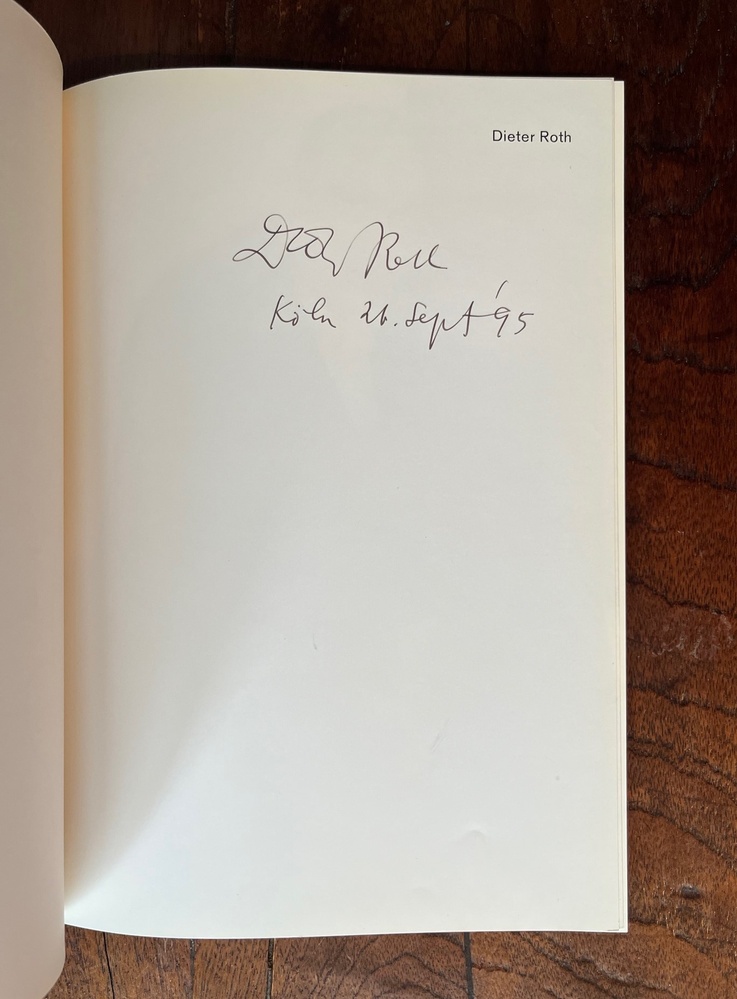 Dieter Roth
Dieter Roth
Köln 26. Sept '95